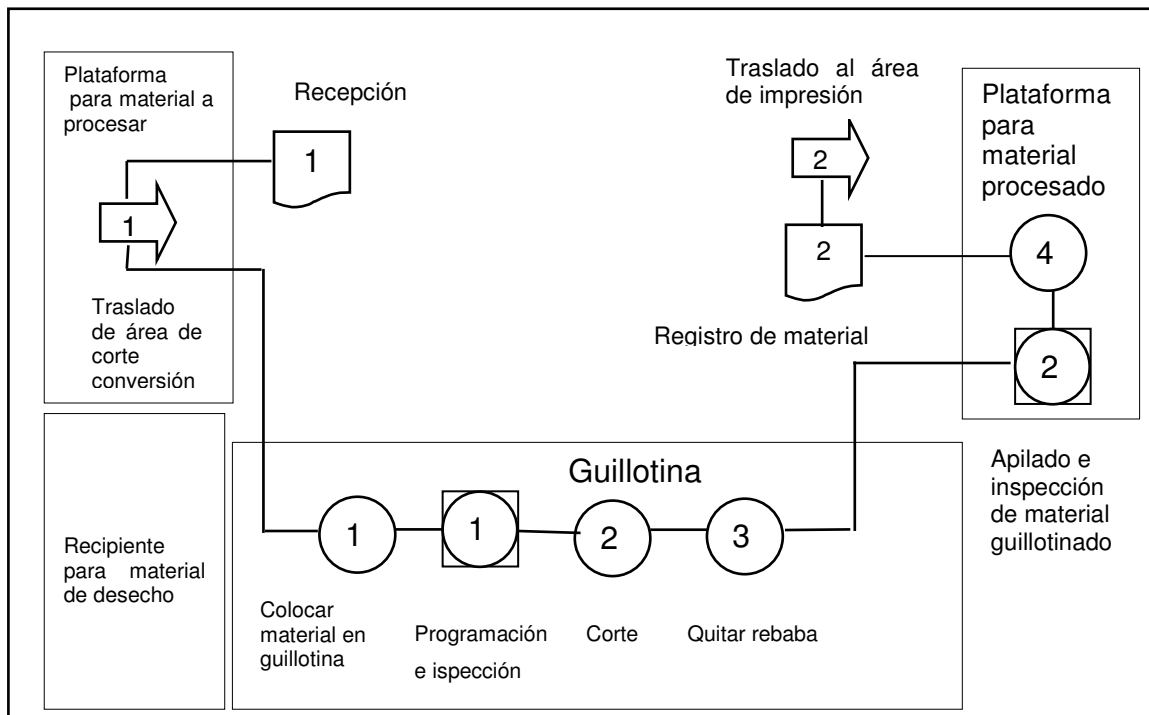 Plataforma
para material a
procesar
1
Traslado
de área de
corte
conversión
Recepción
1
Traslado al área
de impresión
2
2
Registro de material
Plataforma
para
material
procesado
4
2
Apilado e
inspección
de material
guillotinado
Recipiente
para material
de desecho
Guillotina
1
1
2
3
Colocar
material en
guillotina
Programación
e ispección
Corte
Quitar rebaba